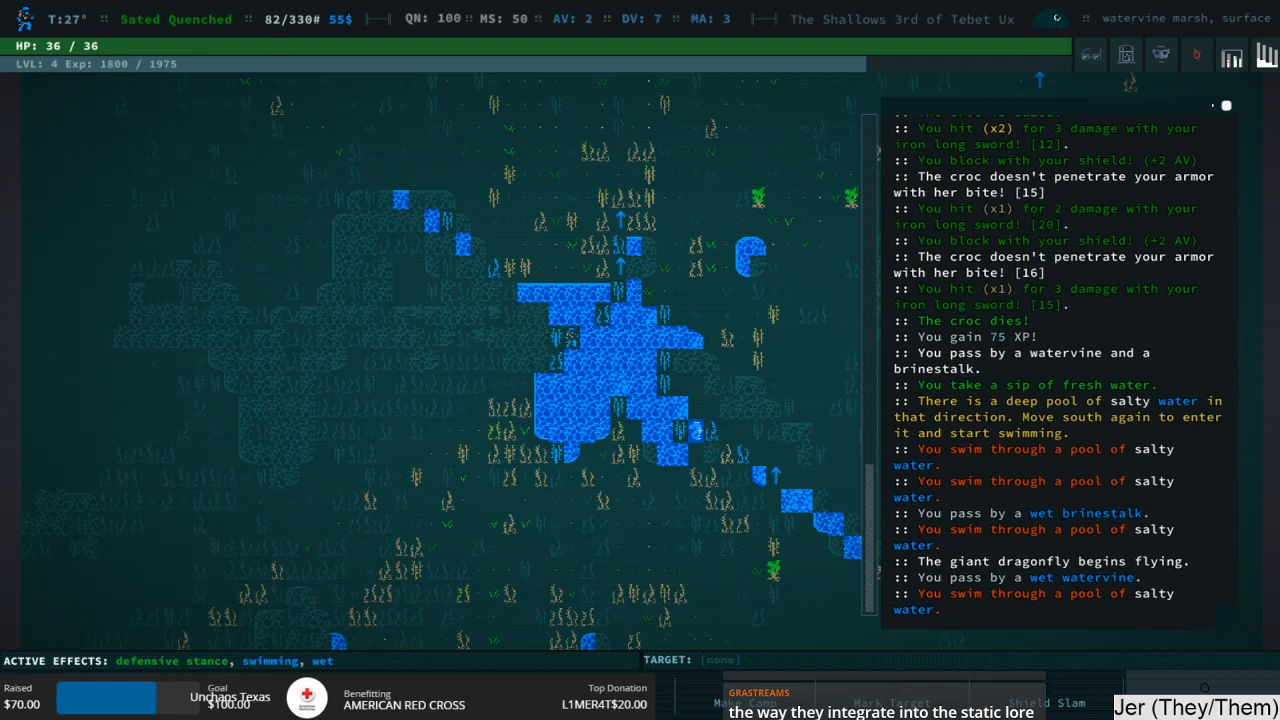 T:27° :: Sated Quenched :: 82/330# 55$ QN: 100 :: MS: 50 :: AV: 2 :: DV: 7 :: MA: 3 The Shallows 3rd of Tebet Ux :: watervine marsh, surface
HP: 36 / 36
LVL: 4 Exp: 1800 / 1975
:: You hit (x2) for 3 damage with your
iron long sword! [12].
:: You block with your shield! (+2 AV)
:: The croc doesn't penetrate your armor
with her bite! [15]
:: You hit (x1) for 2 damage with your
iron long sword! [20].
:: You block with your shield! (+2 AV)
:: The croc doesn't penetrate your armor
with her bite! [16]
:: You hit (x1) for 3 damage with your
iron long sword! [15].
:: The croc dies!
:: You gain 75 XP!
:: You pass by a watervine and a
brinestalk.
:: You take a sip of fresh water.
:: There is a deep pool of salty water in
that direction. Move south again to enter
it and start swimming.
:: You swim through a pool of salty
water.
:: You swim through a pool of salty
water.
:: You pass by a wet brinestalk.
:: You swim through a pool of salty
water.
:: The giant dragonfly begins flying.
:: You pass by a wet watervine.
:: You swim through a pool of salty
water.
ACTIVE EFFECTS: defensive stance, swimming, wet
TARGET: [none]
Raised
$70.00
Goal
Unchaos Texas
Benefitting
AMERICAN RED CROSS
Top Donation
L1MER4T$20.00
GRASTREAMS
Make Camp
Mark Target
Shield Slam
the way they integrate into the static lore
Jer (They/Them)